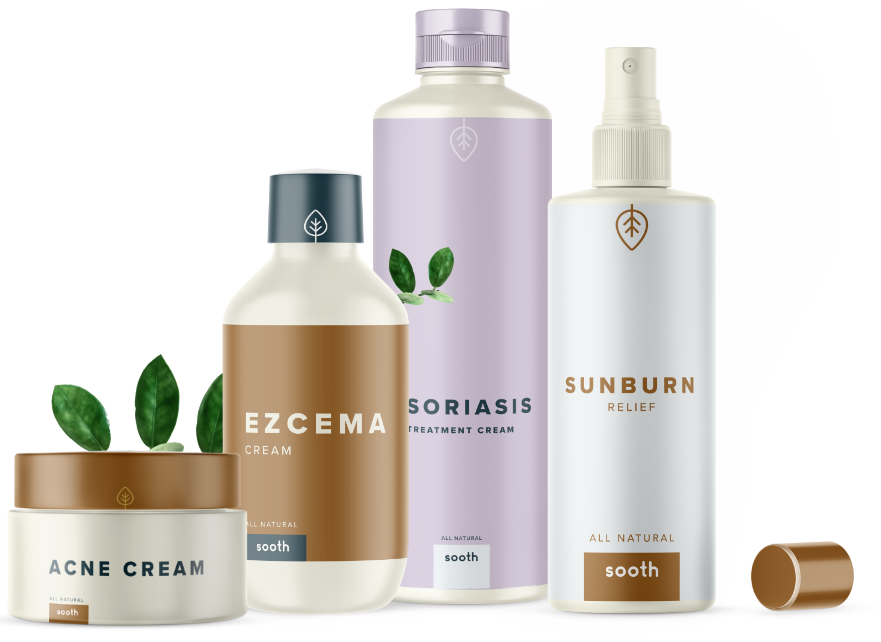 ACNE CREAM
ALL NATURAL
sooth
EZCEMA
CREAM
ALL NATURAL
sooth
SORIASIS
TREATMENT CREAM
ALL NATURAL
sooth
SUNBURN
RELIEF
ALL NATURAL
sooth